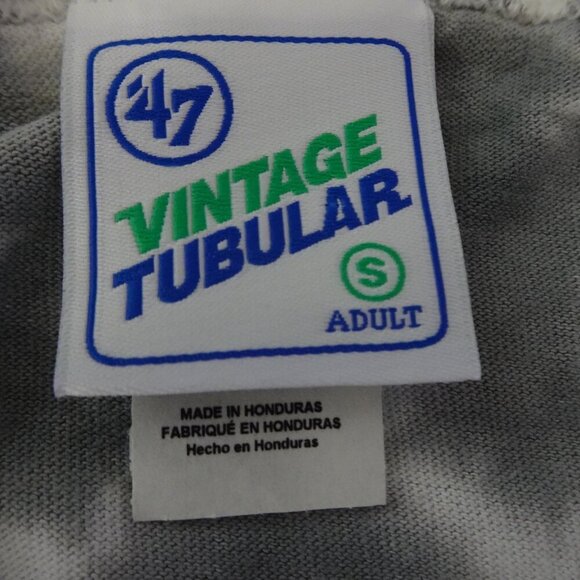 '47
VINTAGE
TUBULAR
S
ADULT
MADE IN HONDURAS
FABRIQUÉ EN HONDURAS
Hecho en Honduras